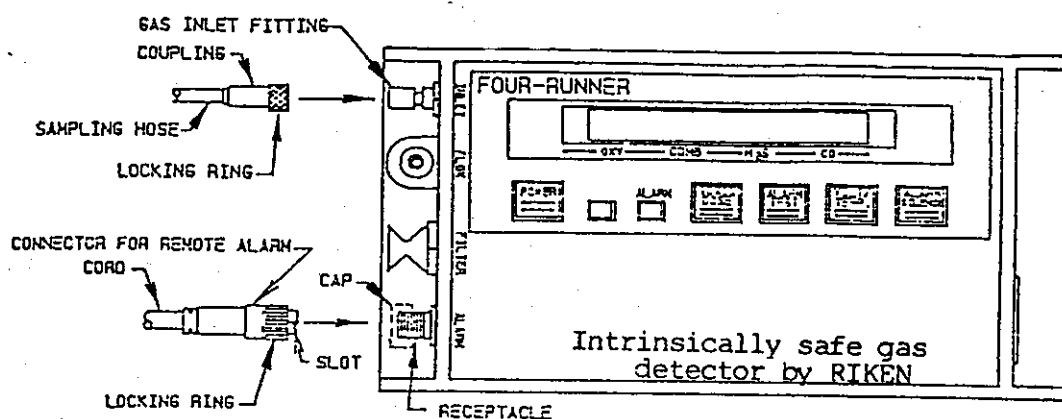 GAS INLET FITTING
COUPLING
SAMPLING HOSE
LOCKING RING
INLET
FLOW
FILTER
ALARM
FOUR-RUNNER
OXY COMB H₂S CO
POWER
ALARM
CONNECTOR FOR REMOTE ALARM
CORD
CAP
SLOT
LOCKING RING
RECEPTACLE
Intrinsically safe gas
detector by RIKEN